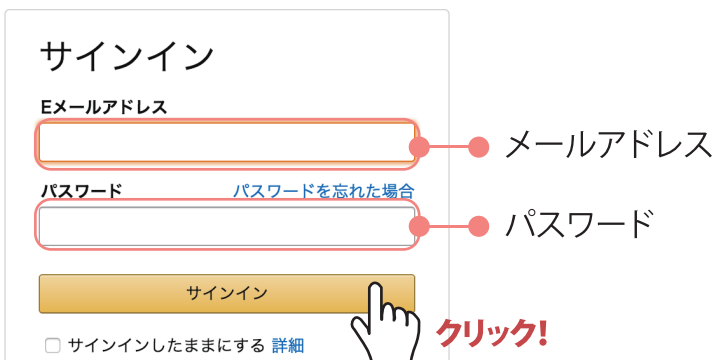 サインイン
Eメールアドレス
メールアドレス
パスワード パスワードを忘れた場合
パスワード
サインイン
クリック!
サインインしたままにする 詳細